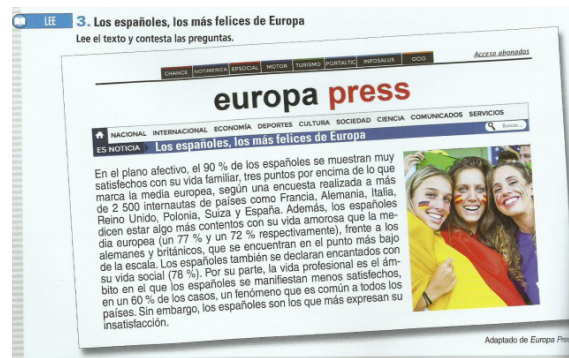 LEE 3. Los españoles, los más felices de Europa
Lee el texto y contesta las preguntas.
Acceso abonados
CHANCE NOTIMERICA EPSOCIAL MOTOR TURISMO PORTALTIC INFOSALUS OCIO
europa press
NACIONAL INTERNACIONAL ECONOMÍA DEPORTES CULTURA SOCIEDAD CIENCIA COMUNICADOS SERVICIOS
ES NOTICIA Los españoles, los más felices de Europa Buscar...
En el plano afectivo, el 90 % de los españoles se muestran muy
satisfechos con su vida familiar, tres puntos por encima de lo que
marca la media europea, según una encuesta realizada a más
de 2 500 internautas de países como Francia, Alemania, Italia,
Reino Unido, Polonia, Suiza y España. Además, los españoles
dicen estar algo más contentos con su vida amorosa que la me-
dia europea (un 77 % y un 72 % respectivamente), frente a los
alemanes y británicos, que se encuentran en el punto más bajo
de la escala. Los españoles también se declaran encantados con
su vida social (78 %). Por su parte, la vida profesional es el ám-
bito en el que los españoles se manifiestan menos satisfechos,
en un 60 % de los casos, un fenómeno que es común a todos los
países. Sin embargo, los españoles son los que más expresan su
insatisfacción.
Adaptado de Europa Pre